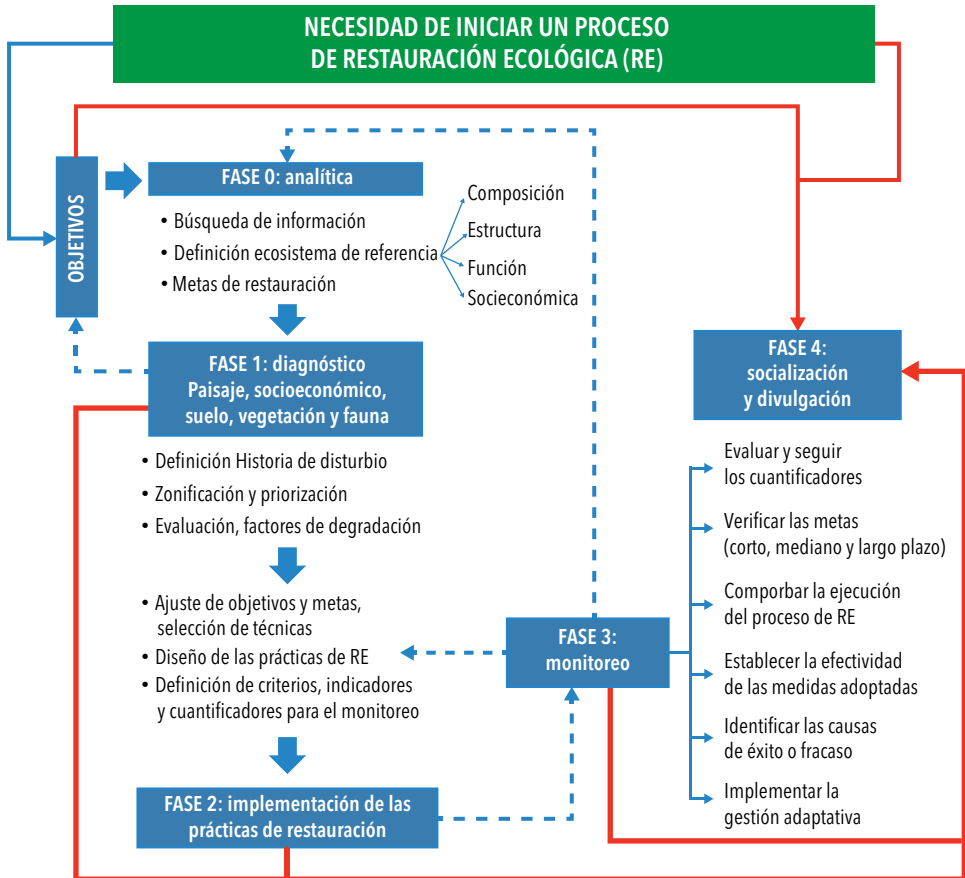 NECESIDAD DE INICIAR UN PROCESO
DE RESTAURACIÓN ECOLÓGICA (RE)
OBJETIVOS
FASE 0: analítica
• Búsqueda de información
• Definición ecosistema de referencia
• Metas de restauración
Composición
Estructura
Función
Socieconómica
FASE 1: diagnóstico
Paisaje, socioeconómico,
suelo, vegetación y fauna
• Definición Historia de disturbio
• Zonificación y priorización
• Evaluación, factores de degradación
• Ajuste de objetivos y metas,
selección de técnicas
• Diseño de las prácticas de RE
• Definición de criterios, indicadores
y cuantificadores para el monitoreo
FASE 2: implementación de las
prácticas de restauración
FASE 3:
monitoreo
FASE 4:
socialización
y divulgación
Evaluar y seguir
los cuantificadores
Verificar las metas
(corto, mediano y largo plazo)
Comporbar la ejecución
del proceso de RE
Establecer la efectividad
de las medidas adoptadas
Identificar las causas
de éxito o fracaso
Implementar la
gestión adaptativa